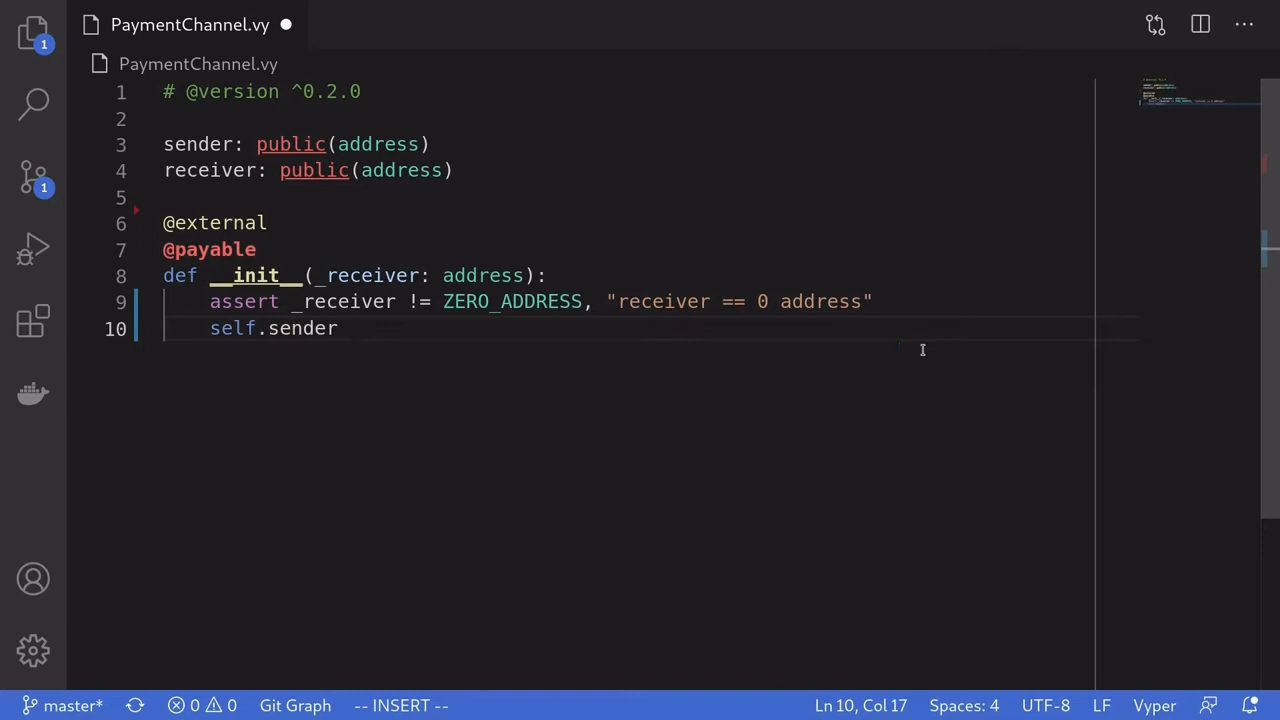 PaymentChannel.vy
PaymentChannel.vy
1 # @version ^0.2.0
2
3 sender: public(address)
4 receiver: public(address)
5
6 @external
7 @payable
8 def __init__(_receiver: address):
9 assert _receiver != ZERO_ADDRESS, "receiver == 0 address"
10 self.sender
1
1
master* 0 0 Git Graph -- INSERT -- Ln 10, Col 17 Spaces: 4 UTF-8 LF Vyper